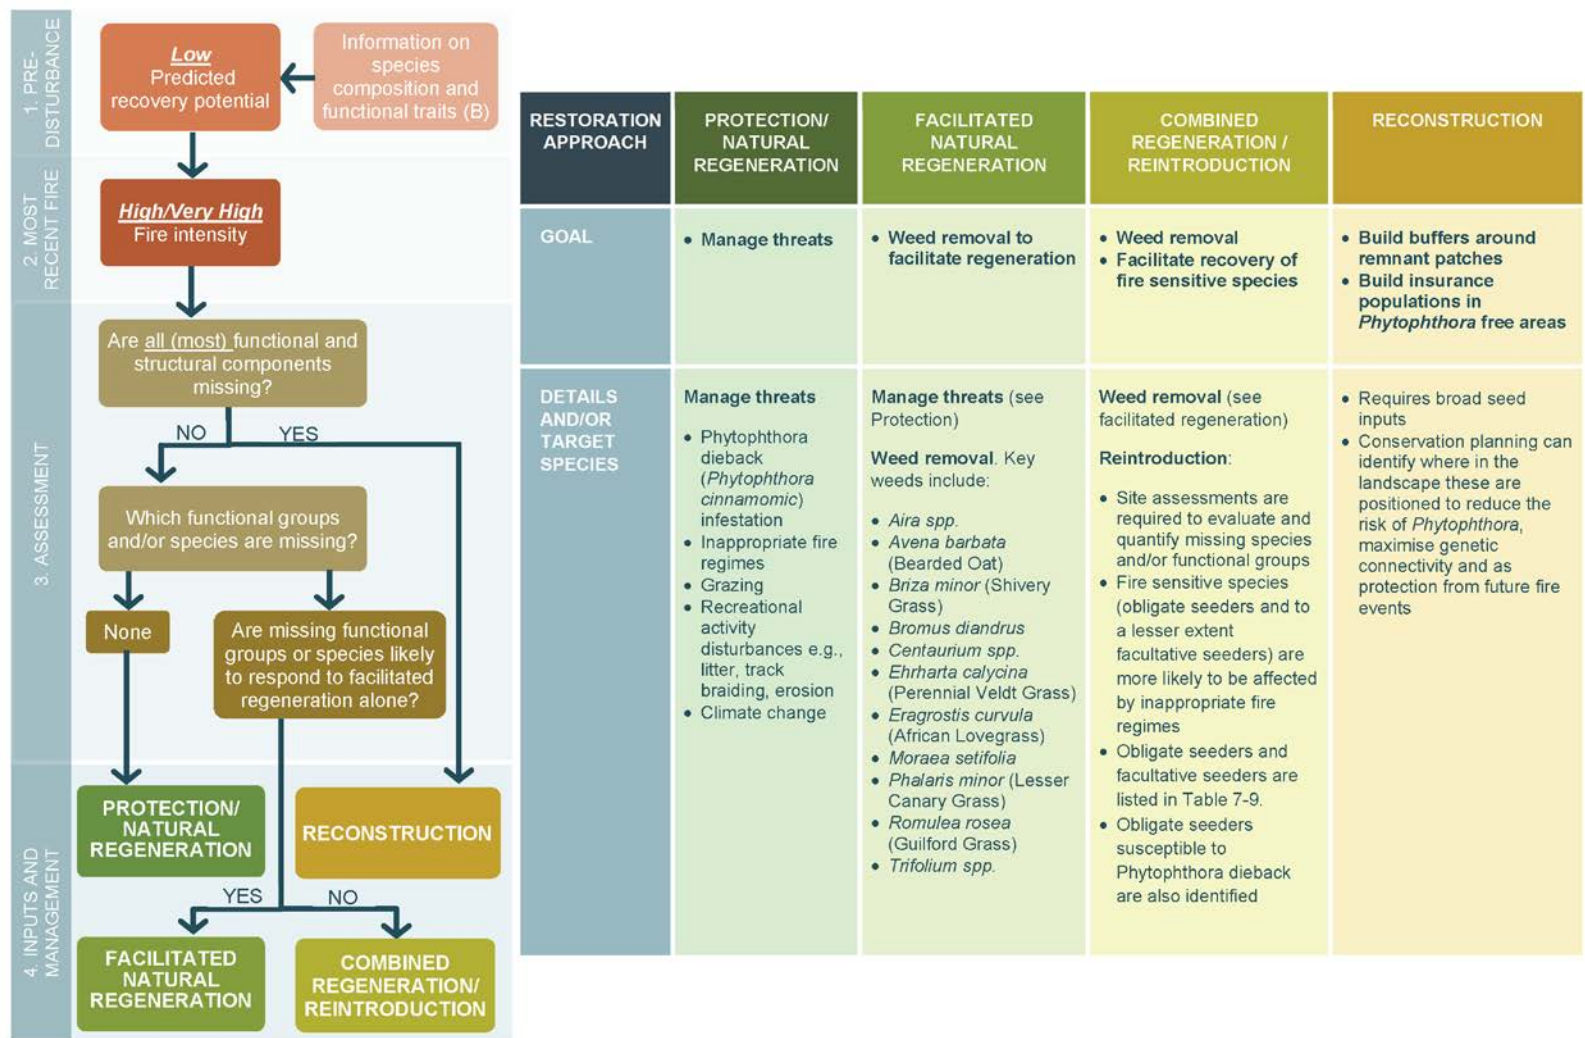 1. PRE-
DISTURBANCE
Low
Predicted
recovery potential
Information on
species
composition and
functional traits (B)
2. MOST
RECENT FIRE
High/Very High
Fire intensity
3. ASSESSMENT
Are all (most) functional and
structural components
missing?
NO
YES
Which functional groups
and/or species are missing?
None
Are missing functional
groups or species likely
to respond to facilitated
regeneration alone?
4. INPUTS AND
MANAGEMENT
PROTECTION/
NATURAL
REGENERATION
RECONSTRUCTION
YES
NO
FACILITATED
NATURAL
REGENERATION
COMBINED
REGENERATION/
REINTRODUCTION
RESTORATION
APPROACH
PROTECTION/
NATURAL
REGENERATION
FACILITATED
NATURAL
REGENERATION
COMBINED
REGENERATION /
REINTRODUCTION
RECONSTRUCTION
GOAL
• Manage threats
• Weed removal to
facilitate regeneration
• Weed removal
• Facilitate recovery of
fire sensitive species
• Build buffers around
remnant patches
• Build insurance
populations in
Phytophthora free areas
DETAILS
AND/OR
TARGET
SPECIES
Manage threats
• Phytophthora
dieback
(Phytophthora
cinnamomic)
infestation
• Inappropriate fire
regimes
• Grazing
• Recreational
activity
disturbances e.g.,
litter, track
braiding, erosion
• Climate change
Manage threats (see
Protection)
Weed removal. Key
weeds include:
• Aira spp.
• Avena barbata
(Bearded Oat)
• Briza minor (Shivery
Grass)
• Bromus diandrus
• Centaurium spp.
• Ehrharta calycina
(Perennial Veldt Grass)
• Eragrostis curvula
(African Lovegrass)
• Moraea setifolia
• Phalaris minor (Lesser
Canary Grass)
• Romulea rosea
(Guilford Grass)
• Trifolium spp.
Weed removal (see
facilitated regeneration)
Reintroduction:
• Site assessments are
required to evaluate and
quantify missing species
and/or functional groups
• Fire sensitive species
(obligate seeders and to
a lesser extent
facultative seeders) are
more likely to be affected
by inappropriate fire
regimes
• Obligate seeders and
facultative seeders are
listed in Table 7-9.
• Obligate seeders
susceptible to
Phytophthora dieback
are also identified
• Requires broad seed
inputs
• Conservation planning can
identify where in the
landscape these are
positioned to reduce the
risk of Phytophthora,
maximise genetic
connectivity and as
protection from future fire
events